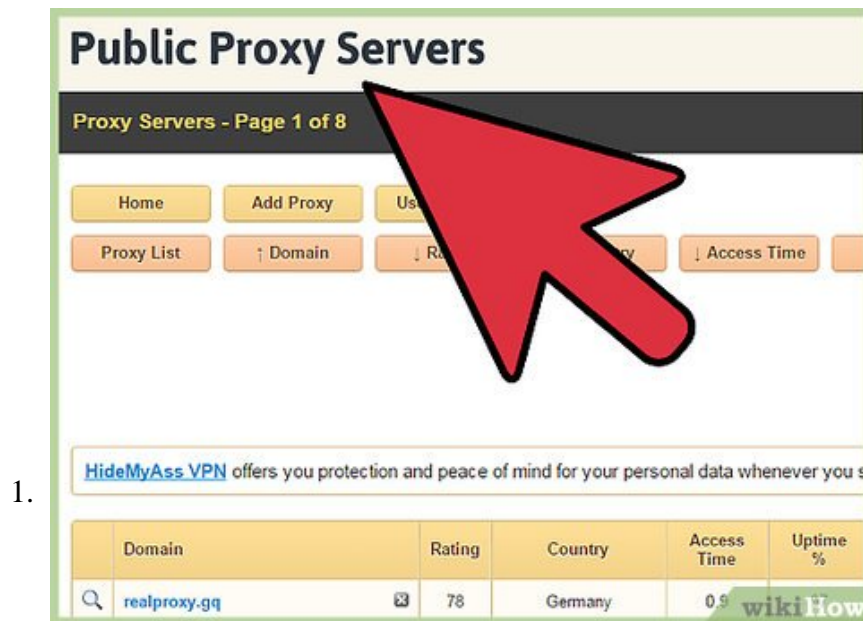 Public Proxy Servers
Proxy Servers - Page 1 of 8
Home Add Proxy
Proxy List ↑ Domain ↓ ↓ Access Time
HideMyAss VPN offers you protection and peace of mind for your personal data whenever you s
1.
Domain Rating Country Access Time Uptime %
realproxy.gq 78 Germany
wikiHow